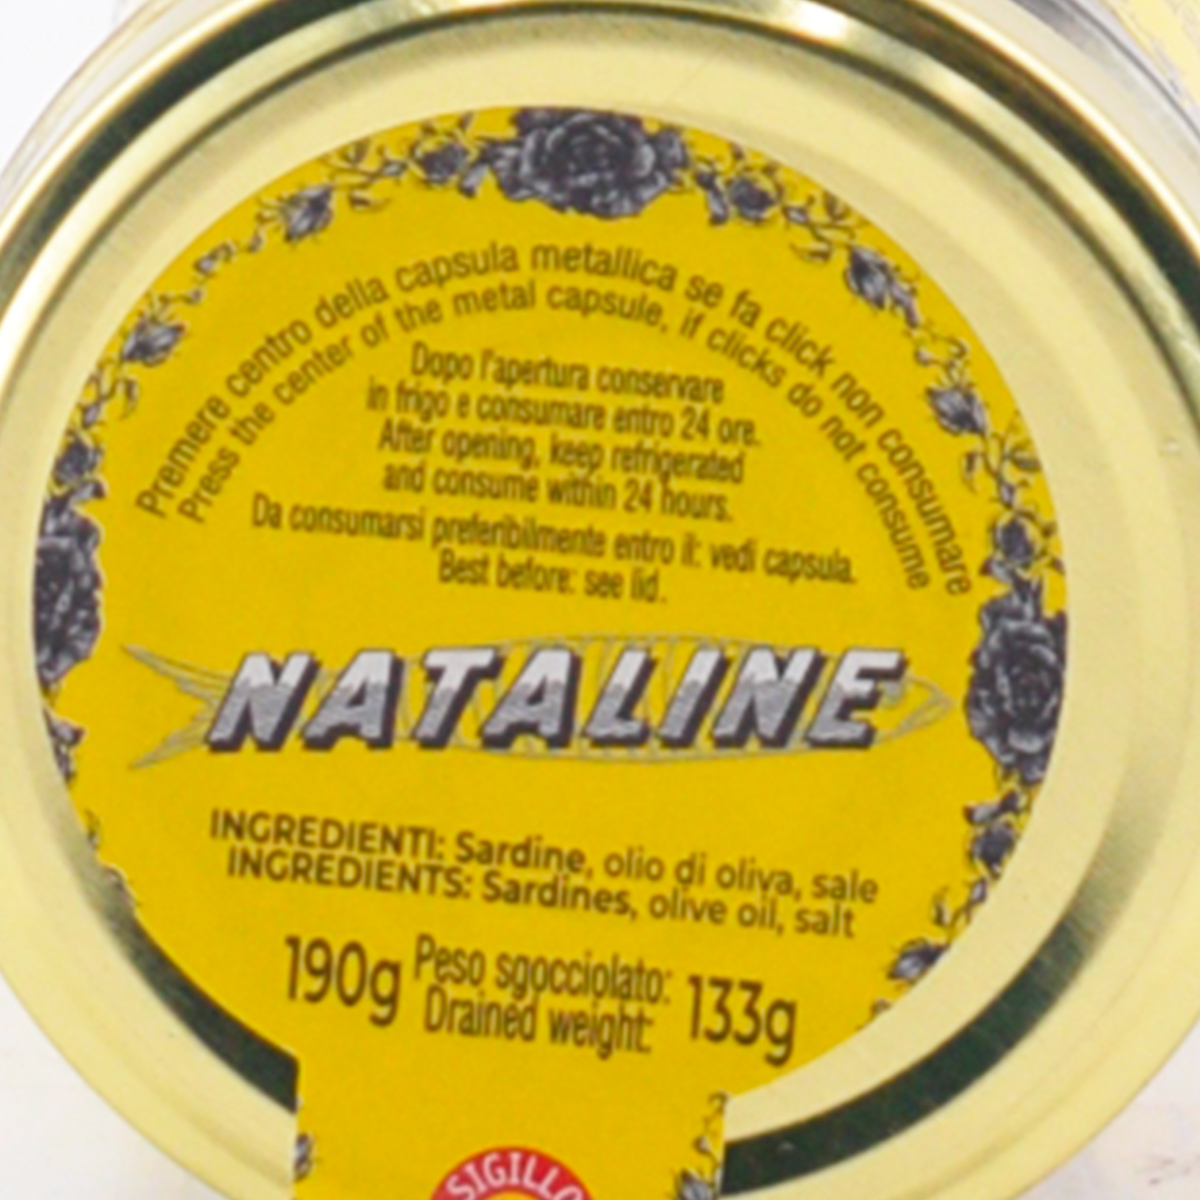 Premere centro della capsula metallica se fa click non consumare
Press the center of the metal capsule, if clicks do not consume
Dopo l'apertura conservare
in frigo e consumare entro 24 ore.
After opening, keep refrigerated
and consume within 24 hours.
Da consumarsi preferibilmente entro il: vedi capsula.
Best before: see lid.
NATALINE
INGREDIENTI: Sardine, olio di oliva, sale
INGREDIENTS: Sardines, olive oil, salt
190g Peso sgocciolato: 133g
Drained weight:
SIGILLO